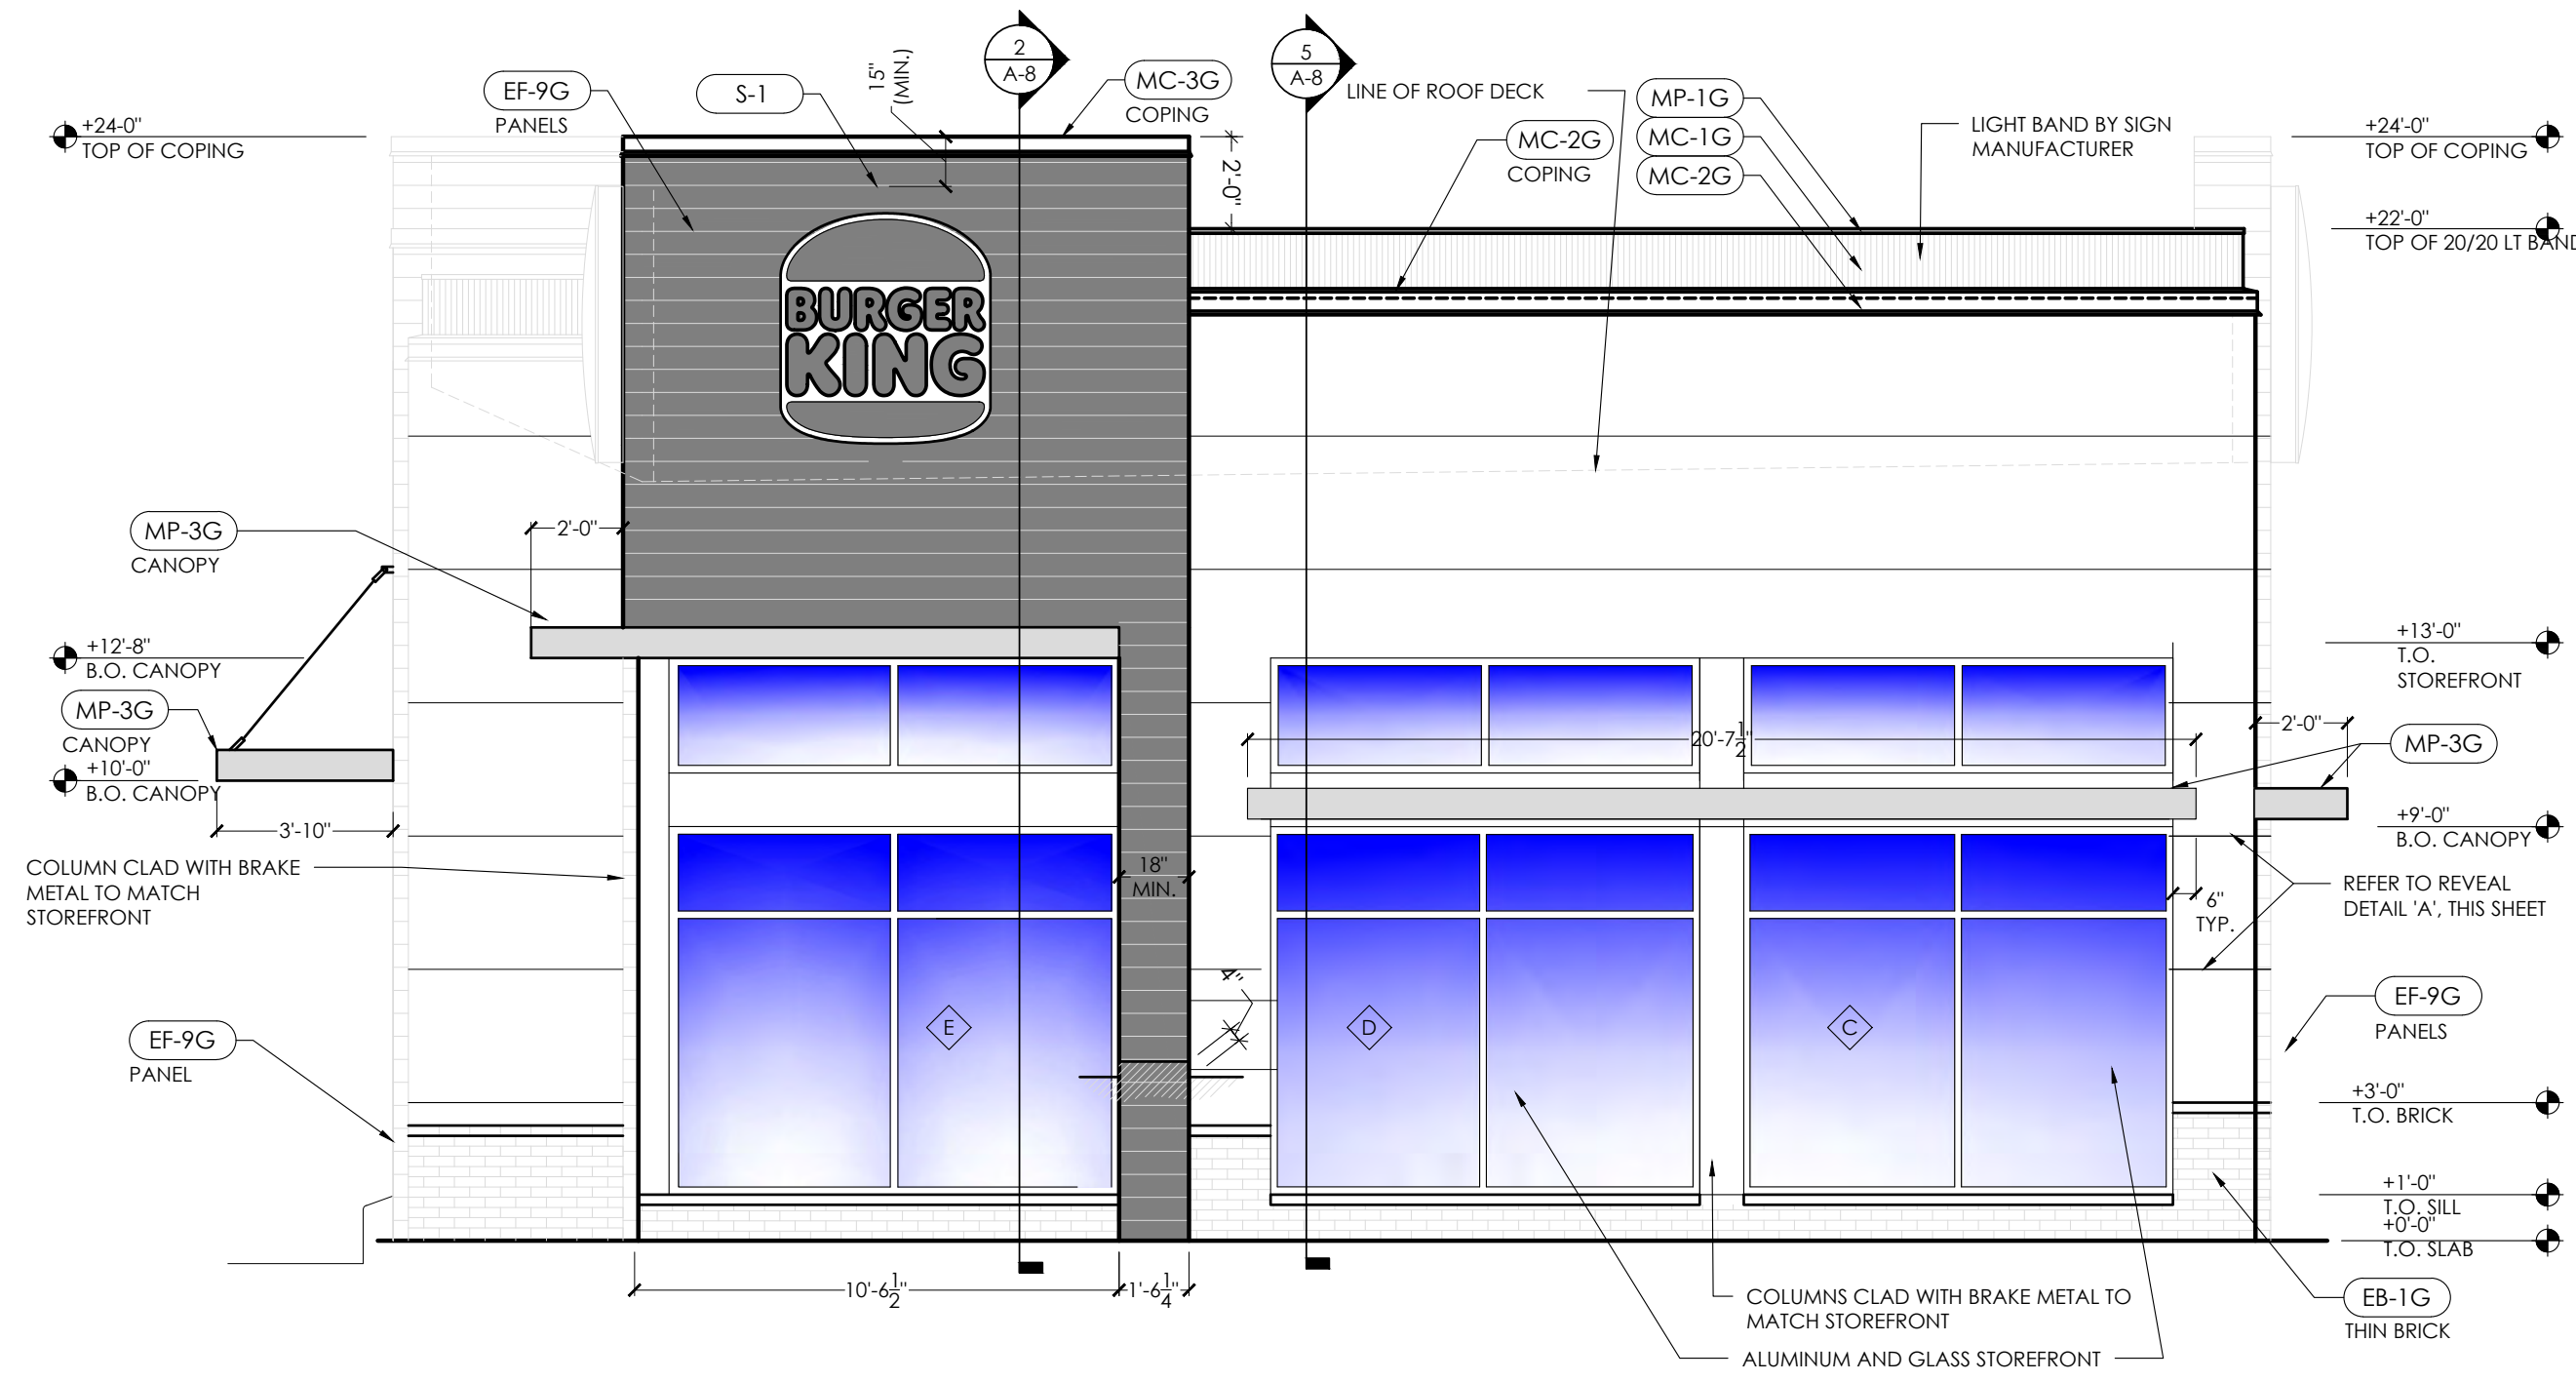 2
A-8
5
A-8
15"
(MIN.)
EF-9G
PANELS
S-1
MC-3G
COPING
LINE OF ROOF DECK
MP-1G
MC-1G
MC-2G
MC-2G
COPING
LIGHT BAND BY SIGN
MANUFACTURER
+24-0"
TOP OF COPING
+24'-0"
TOP OF COPING
2'-0"
+22'-0"
TOP OF 20/20 LT BAND
BURGER
KING
MP-3G
CANOPY
2'-0"
+12'-8"
B.O. CANOPY
+13'-0"
T.O.
STOREFRONT
MP-3G
CANOPY
+10'-0"
B.O. CANOPY
20'-7 1/2"
2'-0"
MP-3G
3'-10"
+9'-0"
B.O. CANOPY
COLUMN CLAD WITH BRAKE
METAL TO MATCH
STOREFRONT
18"
MIN.
6"
TYP.
REFER TO REVEAL
DETAIL 'A', THIS SHEET
4"
E
D
C
EF-9G
PANEL
EF-9G
PANELS
+3'-0"
T.O. BRICK
+1'-0"
T.O. SILL
+0'-0"
T.O. SLAB
10'-6 1/2"
1'-6 1/4"
COLUMNS CLAD WITH BRAKE METAL TO
MATCH STOREFRONT
ALUMINUM AND GLASS STOREFRONT
EB-1G
THIN BRICK